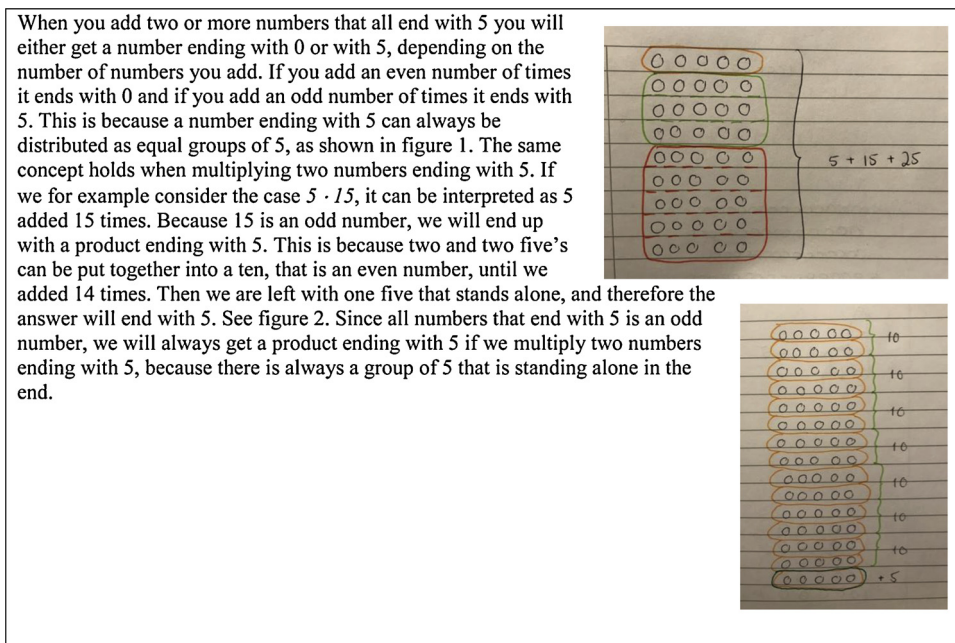 When you add two or more numbers that all end with 5 you will
either get a number ending with 0 or with 5, depending on the
number of numbers you add. If you add an even number of times
it ends with 0 and if you add an odd number of times it ends with
5. This is because a number ending with 5 can always be
distributed as equal groups of 5, as shown in figure 1. The same
concept holds when multiplying two numbers ending with 5. If
we for example consider the case 5 · 15, it can be interpreted as 5
added 15 times. Because 15 is an odd number, we will end up
with a product ending with 5. This is because two and two five's
can be put together into a ten, that is an even number, until we
added 14 times. Then we are left with one five that stands alone, and therefore the
answer will end with 5. See figure 2. Since all numbers that end with 5 is an odd
number, we will always get a product ending with 5 if we multiply two numbers
ending with 5, because there is always a group of 5 that is standing alone in the
end.
5 + 15 + 25
10
10
10
10
10
10
10
+ 5